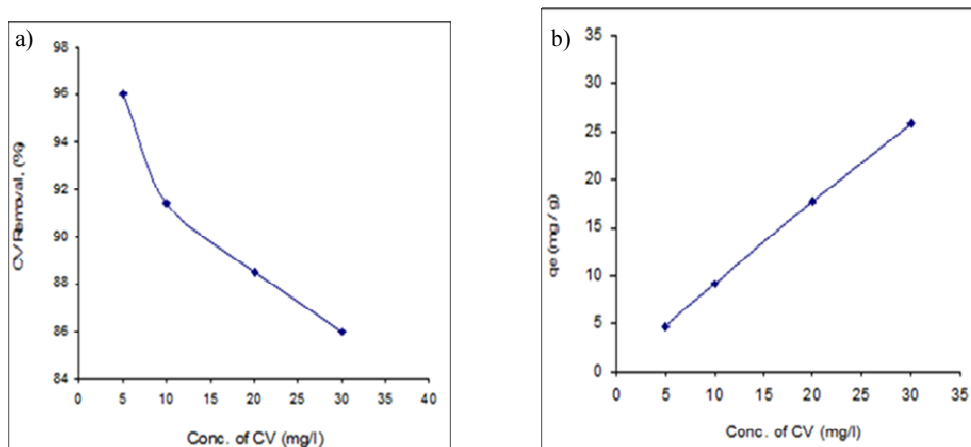 a)
98
96
94
92
90
88
86
84
CV Removal, (%)
0 5 10 15 20 25 30 35 40
Conc. of CV (mg/l)
b)
35
30
25
20
15
10
5
0
qe (mg / g)
0 5 10 15 20 25 30 35
Conc. of CV (mg/l)